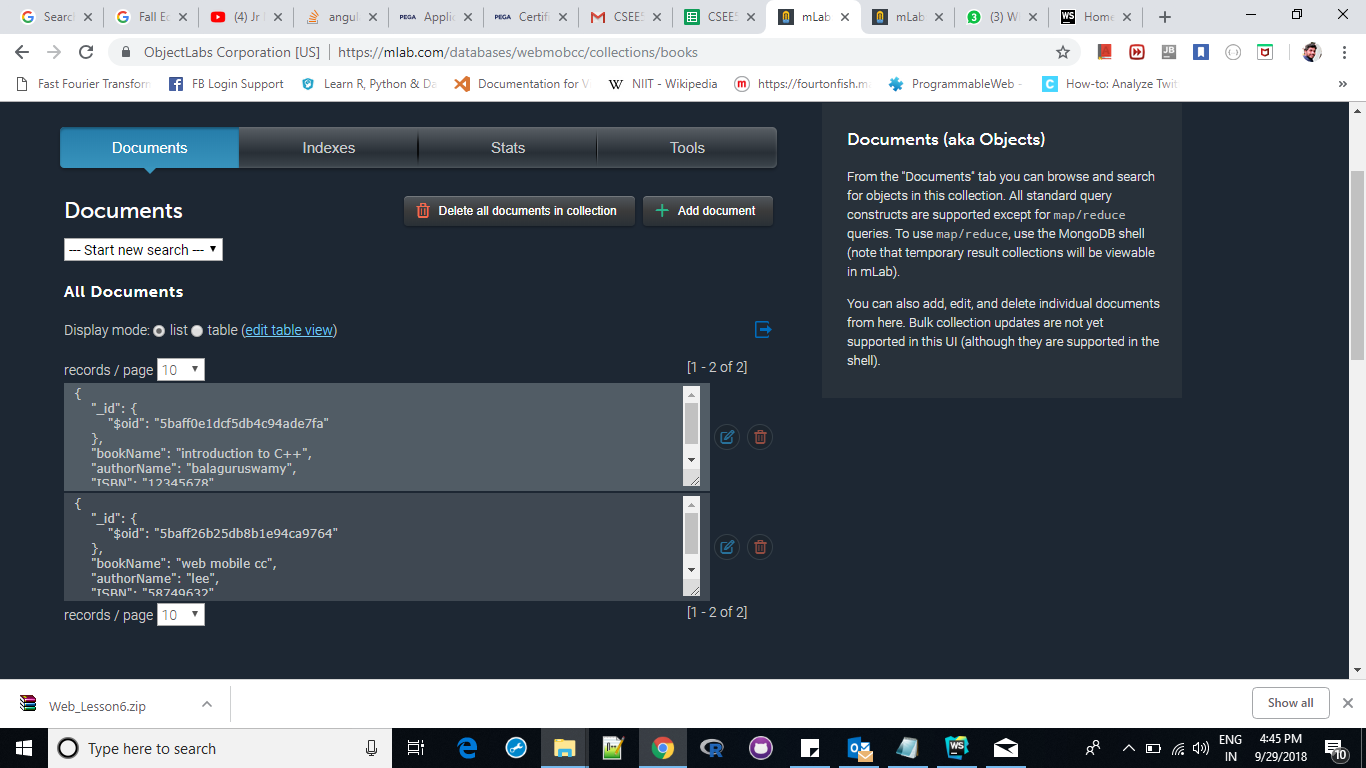 Search
Fall Ec
(4) Jr
angul
Applic
Certifi
CSEE
CSEE
mLab
mLab
(3) W
WS Home
ObjectLabs Corporation [US] | https://mlab.com/databases/webmobcc/collections/books
Fast Fourier Transform
FB Login Support
Learn R, Python & Da
Documentation for V
W NIIT - Wikipedia
m https://fourtonfish.m
ProgrammableWeb -
C How-to: Analyze Twit
»
Documents Indexes Stats Tools
Documents
Delete all documents in collection
+ Add document
--- Start new search ---
All Documents
Display mode: list table (edit table view)
records / page 10 [1 - 2 of 2]
{
"_id": {
"$oid": "5baff0e1dcf5db4c94ade7fa"
},
"bookName": "introduction to C++",
"authorName": "balaguruswamy",
"ISBN": "12345678"
{
"_id": {
"$oid": "5baff26b25db8b1e94ca9764"
},
"bookName": "web mobile cc",
"authorName": "lee",
"ISBN": "58749632"
records / page 10 [1 - 2 of 2]
Documents (aka Objects)
From the "Documents" tab you can browse and search
for objects in this collection. All standard query
constructs are supported except for map/reduce
queries. To use map/reduce, use the MongoDB shell
(note that temporary result collections will be viewable
in mLab).
You can also add, edit, and delete individual documents
from here. Bulk collection updates are not yet
supported in this UI (although they are supported in the
shell).
Web_Lesson6.zip
Show all
Type here to search
ENG
IN
4:45 PM
9/29/2018
10